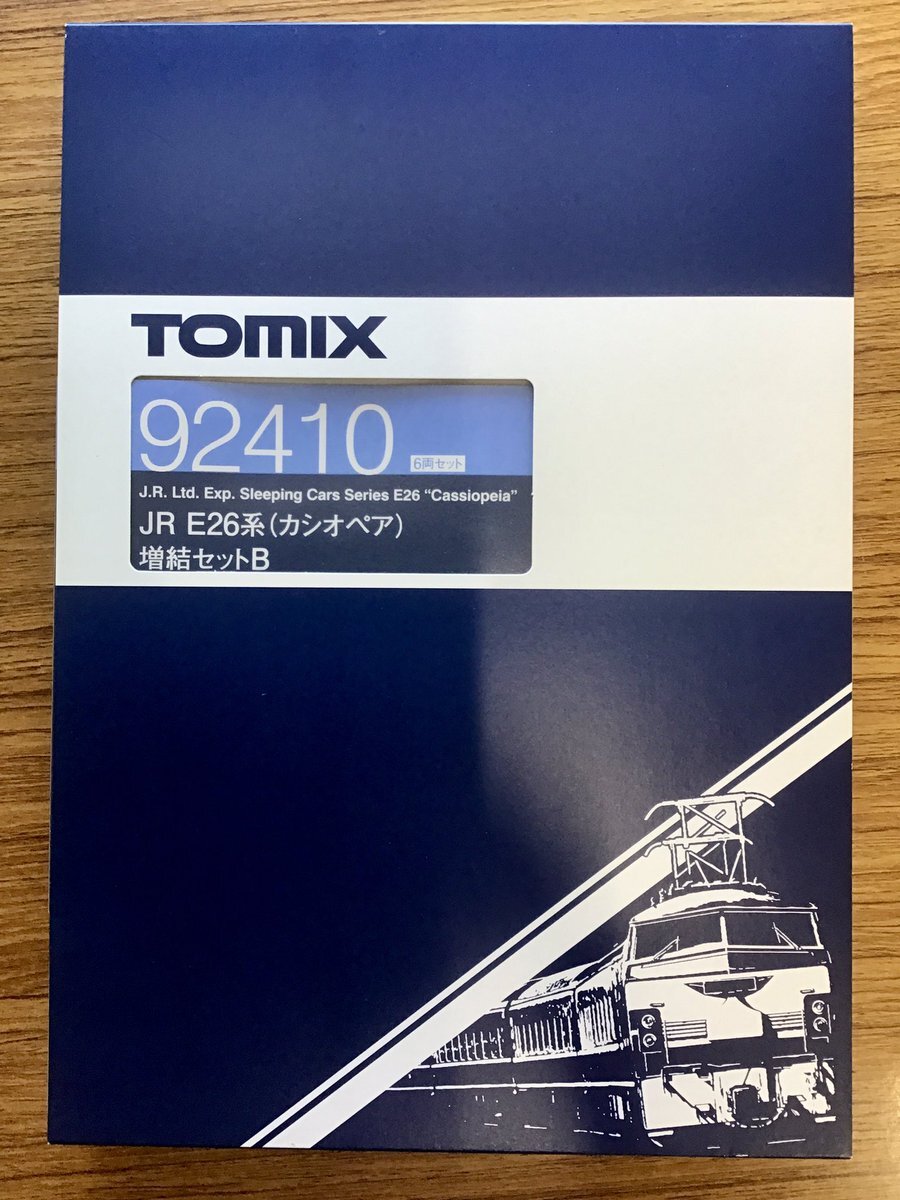 TOMIX
92410 6両セット
J.R. Ltd. Exp. Sleeping Cars Series E26 “Cassiopeia”
JR E26系(カシオペア)
増結セットB